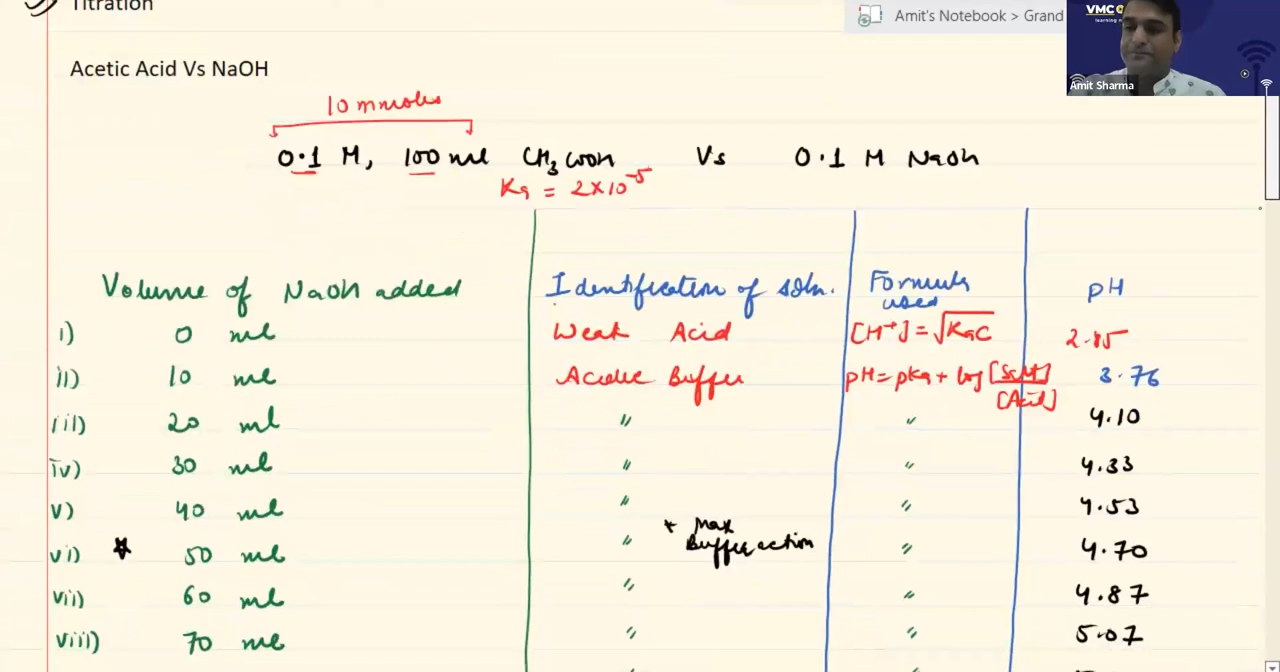 Titration
Amit's Notebook > Grand
VMC
Amit Sharma
Acetic Acid Vs NaOH
10 mmoles
0.1 M, 100 ml CH3COOH Vs 0.1 M NaOH
Ka = 2×10^-5
Volume of NaOH added Identification of soln. Formula used pH
i) 0 ml Weak Acid [H+] = √KaC 2.85
ii) 10 ml Acidic Buffer pH = pKa + log [Salt]/[Acid] 3.76
iii) 20 ml " " 4.10
iv) 30 ml " " 4.33
v) 40 ml " " 4.53
vi) ★ 50 ml " * Max Buffer action " 4.70
vii) 60 ml " " 4.87
viii) 70 ml " " 5.07